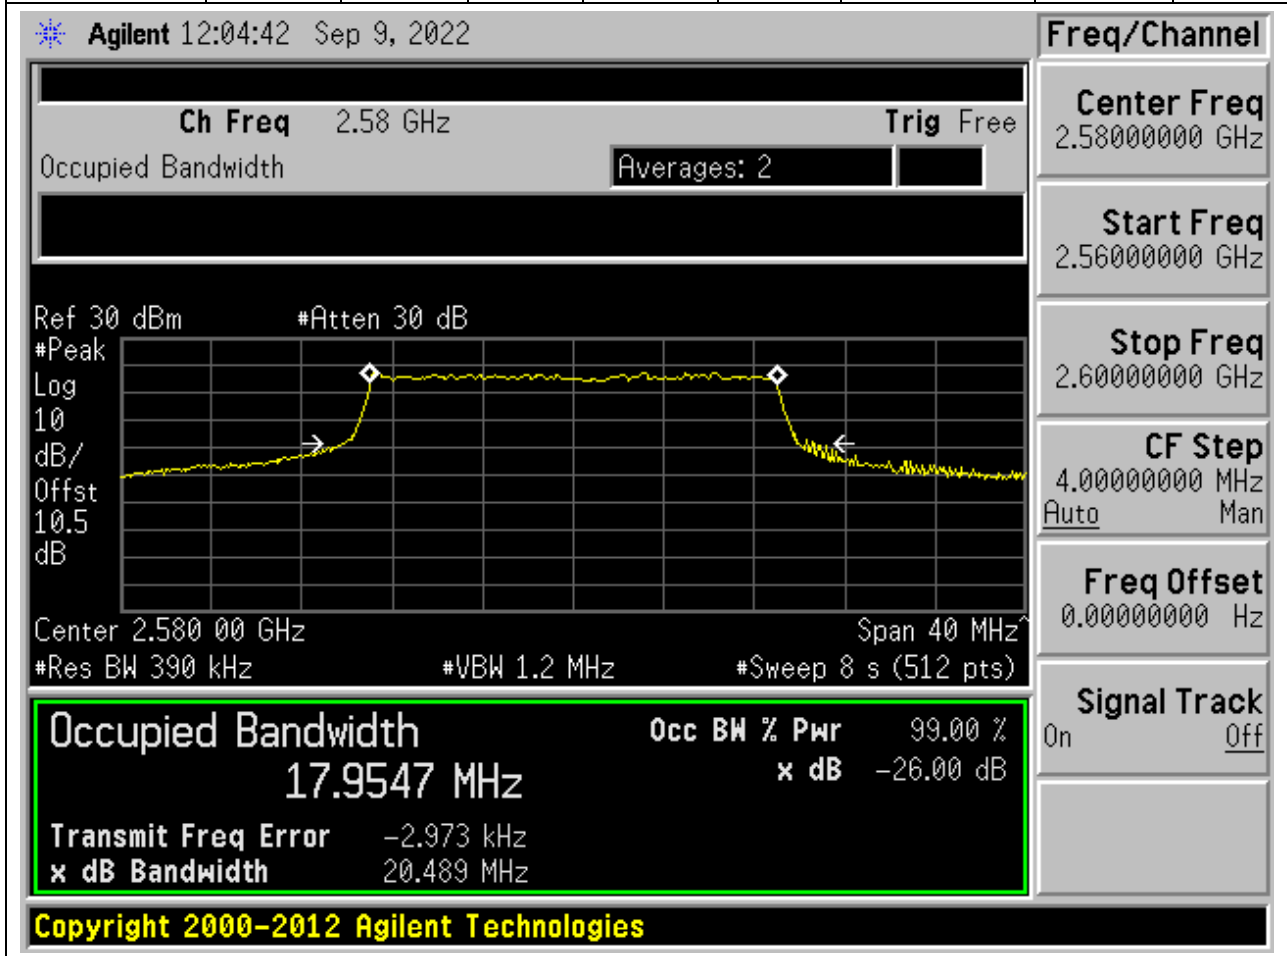 Agilent 12:04:42 Sep 9, 2022
Ch Freq 2.58 GHz Trig Free
Occupied Bandwidth Averages: 2
Ref 30 dBm #Atten 30 dB
#Peak
Log
10
dB/
Offst
10.5
dB
Center 2.580 00 GHz Span 40 MHz^
#Res BW 390 kHz #VBW 1.2 MHz #Sweep 8 s (512 pts)
Occupied Bandwidth Occ BW % Pwr 99.00 %
17.9547 MHz x dB -26.00 dB
Transmit Freq Error -2.973 kHz
x dB Bandwidth 20.489 MHz
Copyright 2000-2012 Agilent Technologies
Freq/Channel
Center Freq
2.58000000 GHz
Start Freq
2.56000000 GHz
Stop Freq
2.60000000 GHz
CF Step
4.00000000 MHz
Auto Man
Freq Offset
0.00000000 Hz
Signal Track
On Off